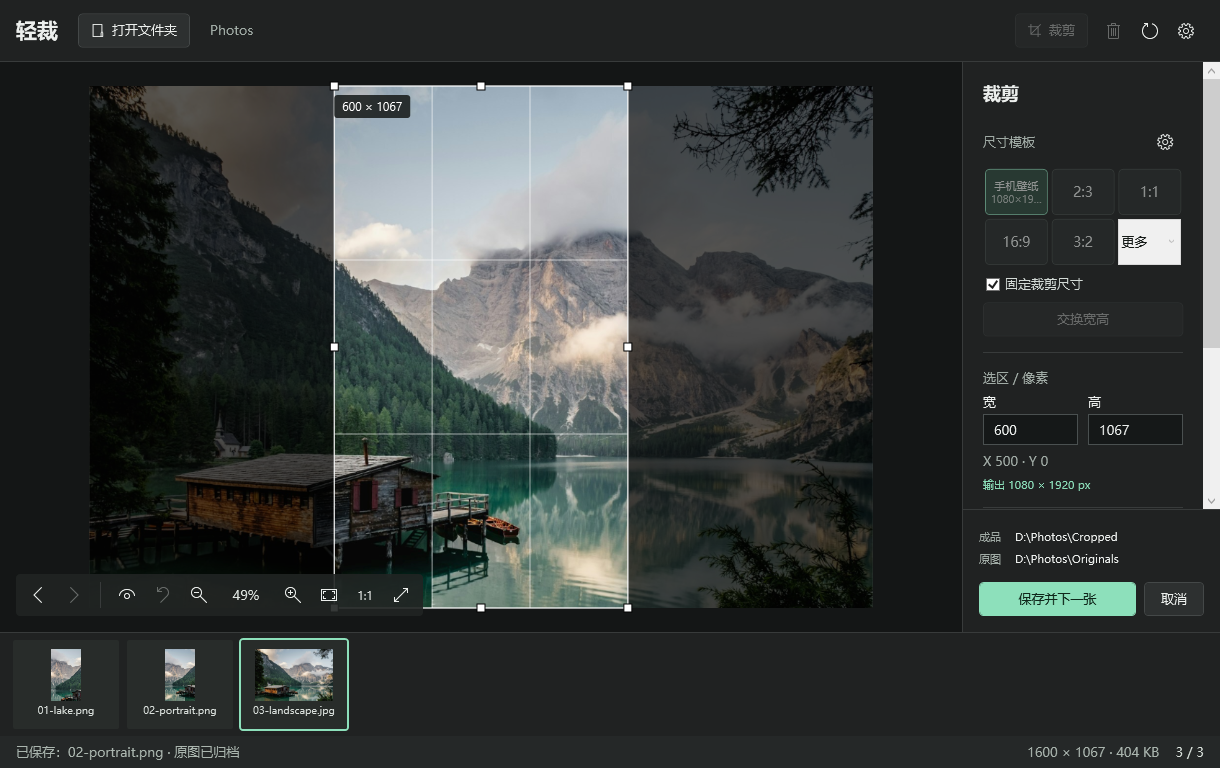 轻裁
打开文件夹
Photos
裁剪
600 × 1067
裁剪
尺寸模板
手机壁纸
1080×19...
2:3
1:1
16:9
3:2
更多
固定裁剪尺寸
交换宽高
选区 / 像素
宽
高
600
1067
X 500 · Y 0
输出 1080 × 1920 px
成品 D:\Photos\Cropped
原图 D:\Photos\Originals
保存并下一张
取消
49%
1:1
01-lake.png
02-portrait.png
03-landscape.jpg
已保存：02-portrait.png · 原图已归档
1600 × 1067 · 404 KB
3 / 3